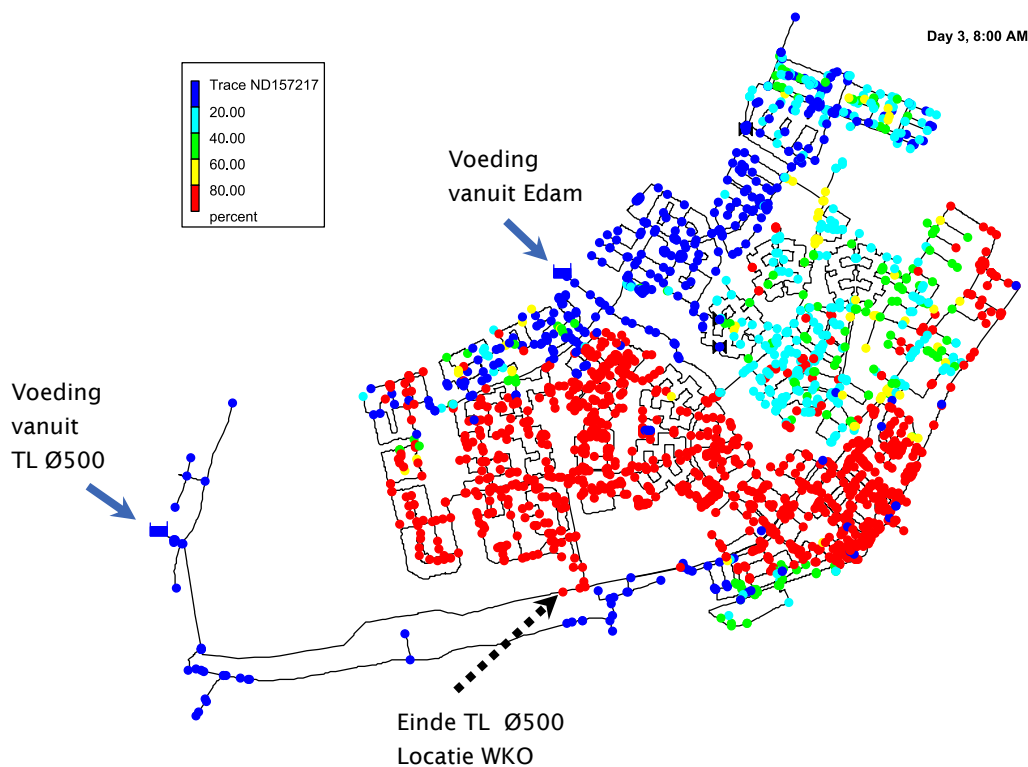 Day 3, 8:00 AM
Trace ND157217
20.00
40.00
60.00
80.00
percent
Voeding
vanuit Edam
Voeding
vanuit
TL Ø500
Einde TL Ø500
Locatie WKO